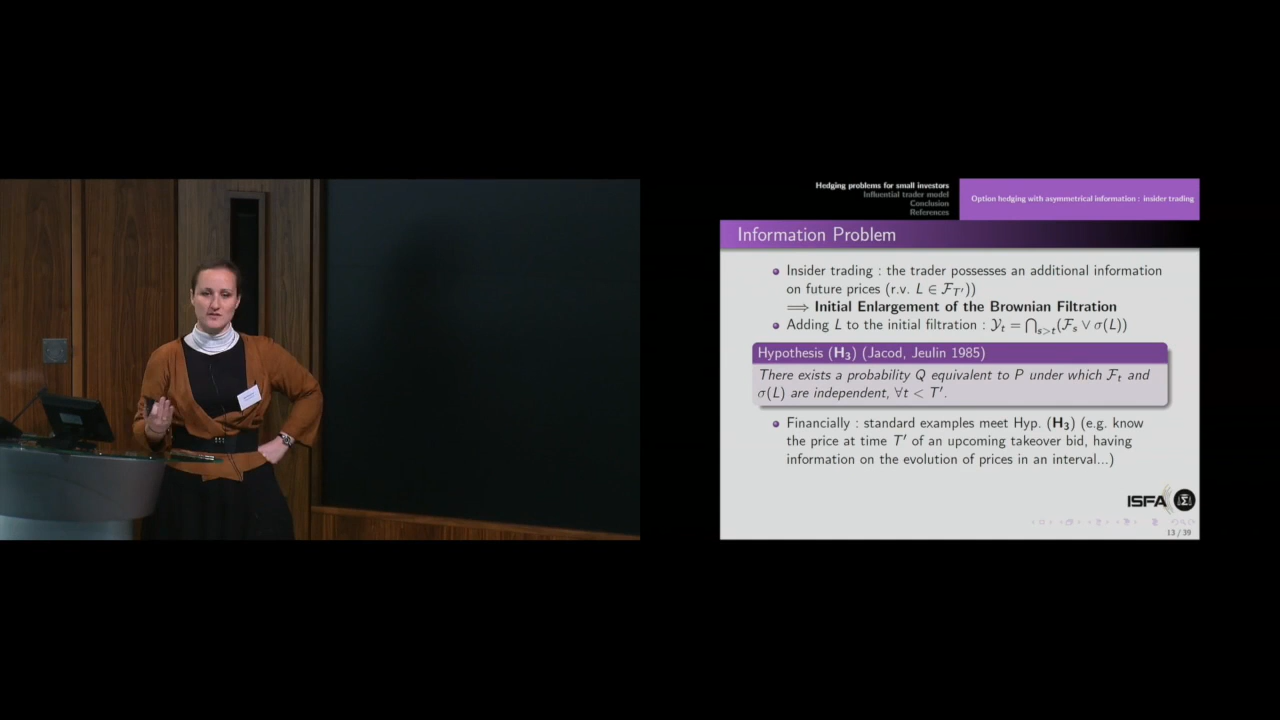 Hedging problems for small investors
Influential trader model
Conclusion
References
Option hedging with asymmetrical information : insider trading
Information Problem
Insider trading : the trader possesses an additional information
on future prices (r.v. L ∈ ℱ_{T′}))
⟹ Initial Enlargement of the Brownian Filtration
Adding L to the initial filtration : 𝒴_t = ⋂_{s>t}(ℱ_s ∨ σ(L))
Hypothesis (H₃) (Jacod, Jeulin 1985)
There exists a probability Q equivalent to P under which ℱ_t and
σ(L) are independent, ∀t < T′.
Financially : standard examples meet Hyp. (H₃) (e.g. know
the price at time T′ of an upcoming takeover bid, having
information on the evolution of prices in an interval...)
ISFA Σ
13 / 39